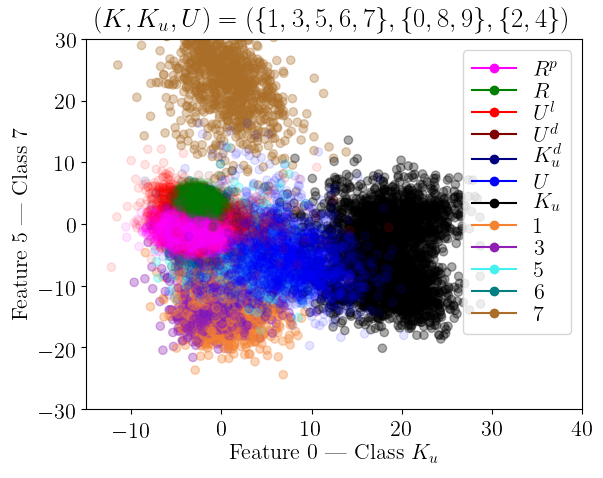 (K, K_u, U) = ({1, 3, 5, 6, 7}, {0, 8, 9}, {2, 4})
30
20
10
0
−10
−20
−30
Feature 5 — Class 7
R^p
R
U^l
U^d
K_u^d
U
K_u
1
3
5
6
7
−10
0
10
20
30
40
Feature 0 — Class K_u